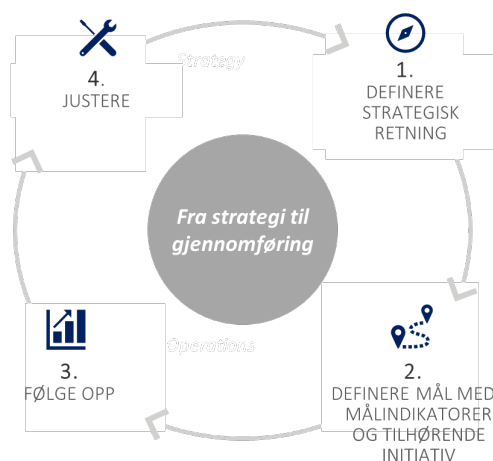 Strategy
1.
DEFINERE
STRATEGISK
RETNING
2.
DEFINERE MÅL MED
MÅLINDIKATORER
OG TILHØRENDE
INITIATIV
3.
FØLGE OPP
4.
JUSTERE
Fra strategi til
gjennomføring
Operations